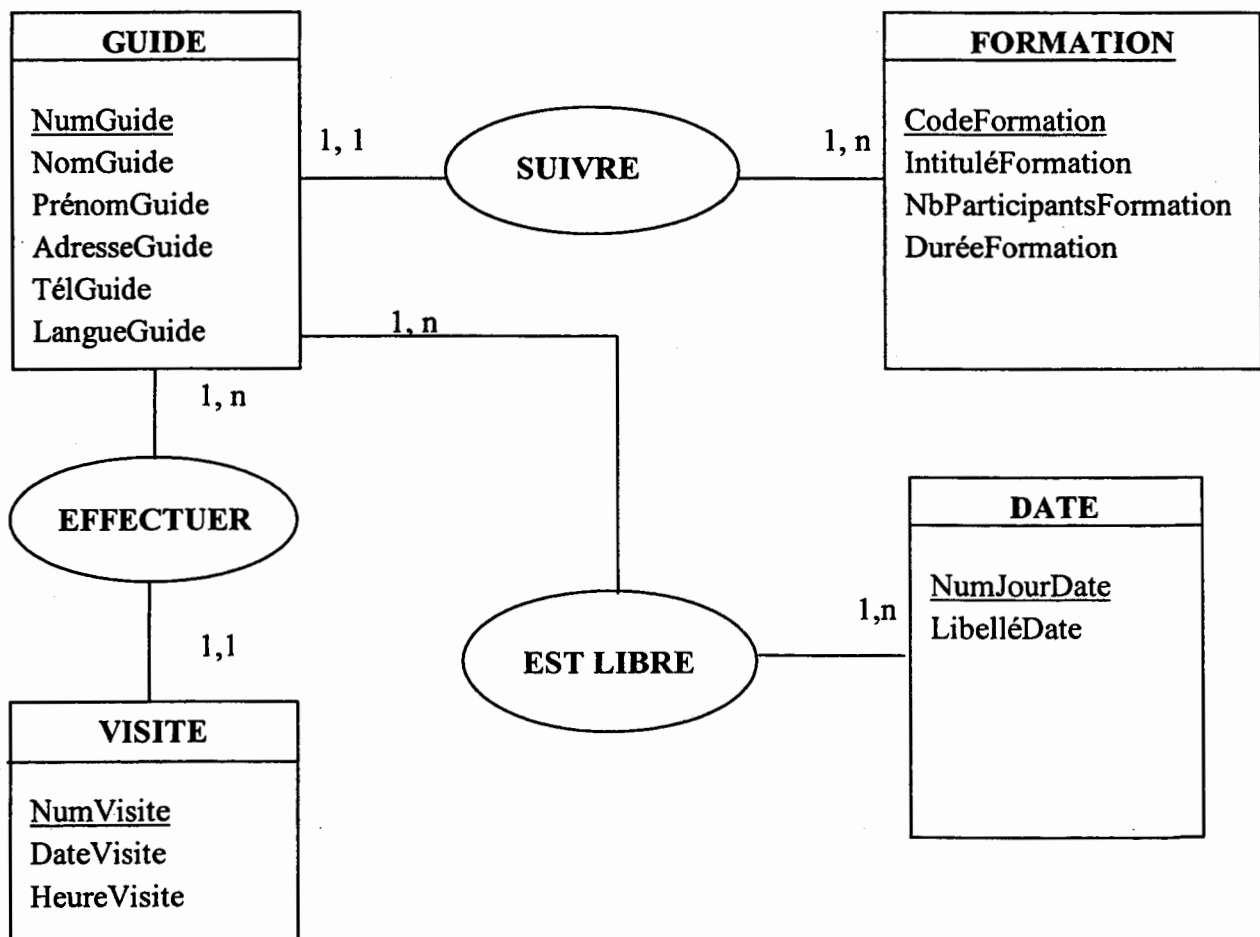 GUIDE
NumGuide
NomGuide
PrénomGuide
AdresseGuide
TélGuide
LangueGuide
1, 1
SUIVRE
1, n
FORMATION
CodeFormation
IntituléFormation
NbParticipantsFormation
DuréeFormation
1, n
1, n
EFFECTUER
1,1
EST LIBRE
1,n
DATE
NumJourDate
LibelléDate
VISITE
NumVisite
DateVisite
HeureVisite